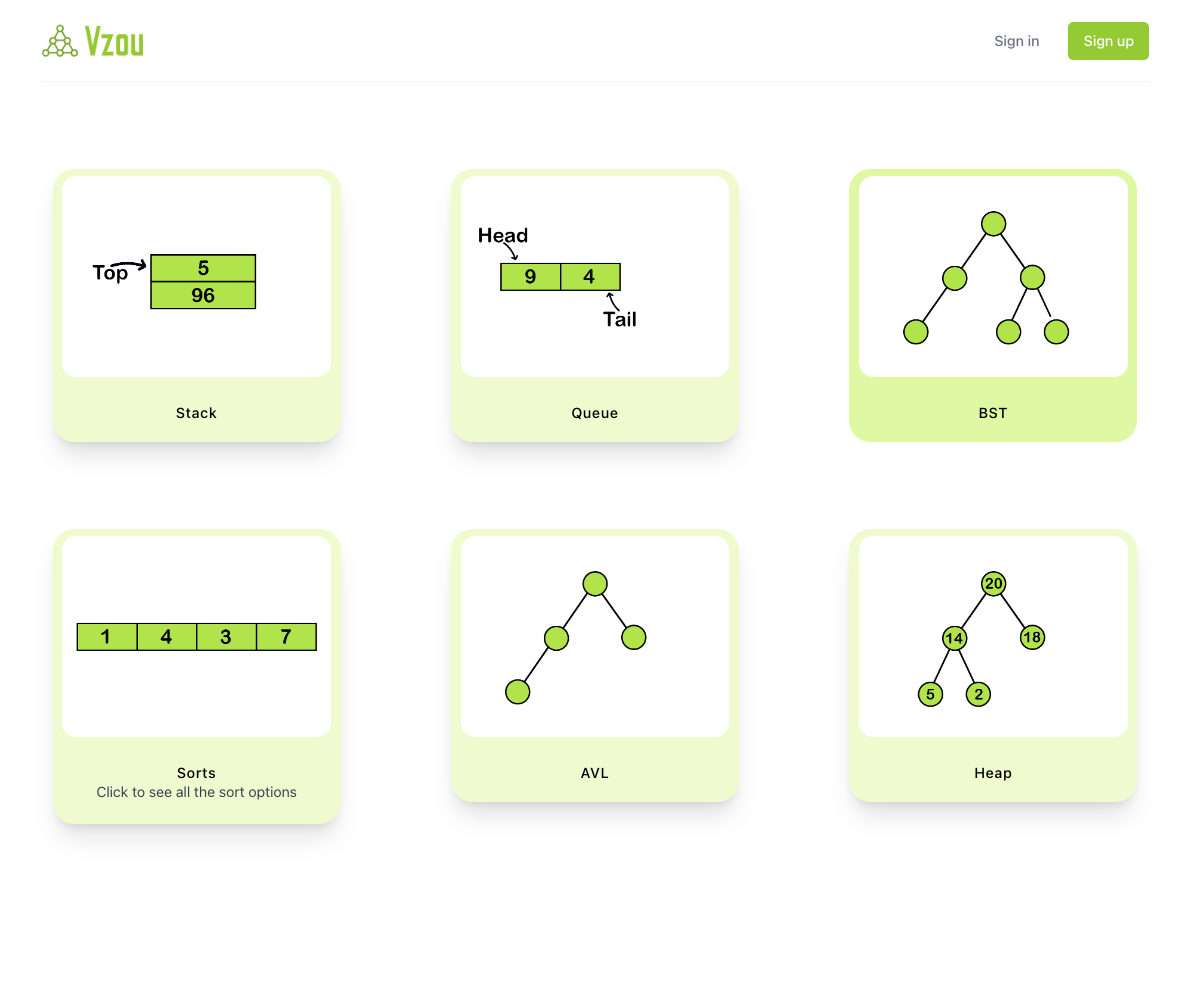 Vzou
Sign in
Sign up
Top
5
96
Stack
Head
9 4
Tail
Queue
BST
1 4 3 7
Sorts
Click to see all the sort options
AVL
20
14 18
5 2
Heap